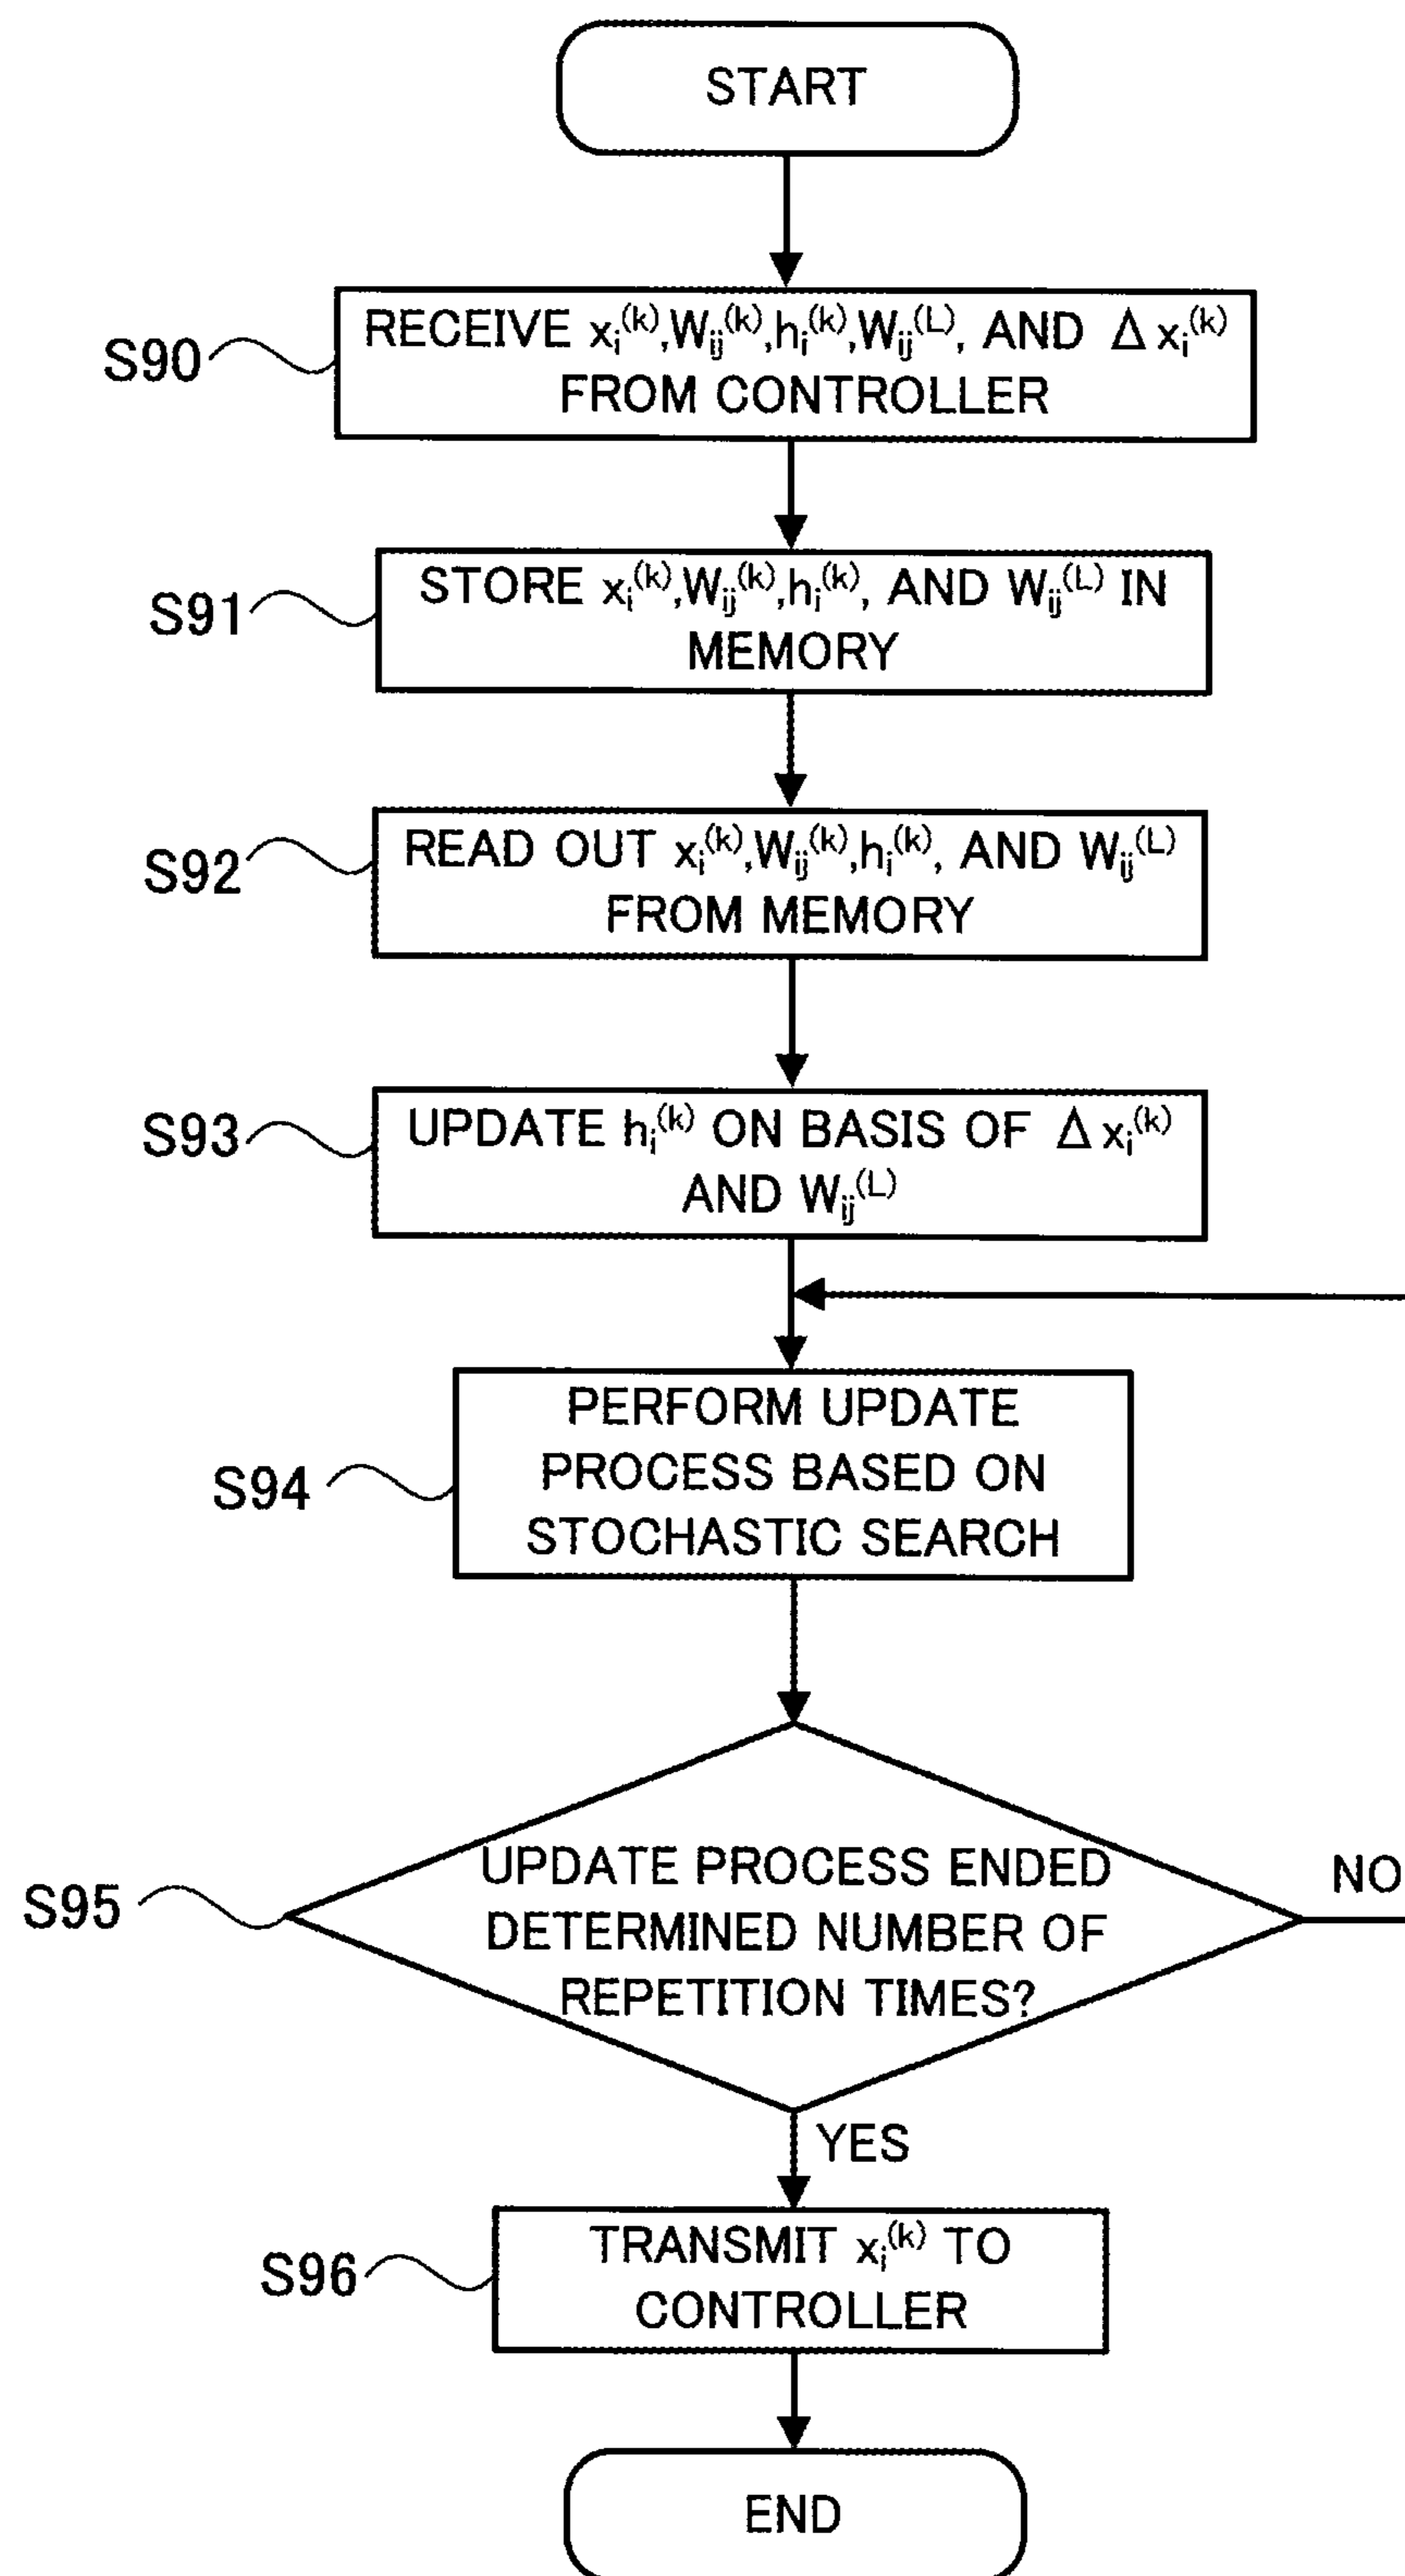 START
S90
RECEIVE xᵢ⁽ᵏ⁾,Wᵢⱼ⁽ᵏ⁾,hᵢ⁽ᵏ⁾,Wᵢⱼ⁽ᴸ⁾, AND Δxᵢ⁽ᵏ⁾
FROM CONTROLLER
S91
STORE xᵢ⁽ᵏ⁾,Wᵢⱼ⁽ᵏ⁾,hᵢ⁽ᵏ⁾, AND Wᵢⱼ⁽ᴸ⁾ IN
MEMORY
S92
READ OUT xᵢ⁽ᵏ⁾,Wᵢⱼ⁽ᵏ⁾,hᵢ⁽ᵏ⁾, AND Wᵢⱼ⁽ᴸ⁾
FROM MEMORY
S93
UPDATE hᵢ⁽ᵏ⁾ ON BASIS OF Δxᵢ⁽ᵏ⁾
AND Wᵢⱼ⁽ᴸ⁾
S94
PERFORM UPDATE
PROCESS BASED ON
STOCHASTIC SEARCH
S95
UPDATE PROCESS ENDED
DETERMINED NUMBER OF
REPETITION TIMES?
NO
YES
S96
TRANSMIT xᵢ⁽ᵏ⁾ TO
CONTROLLER
END